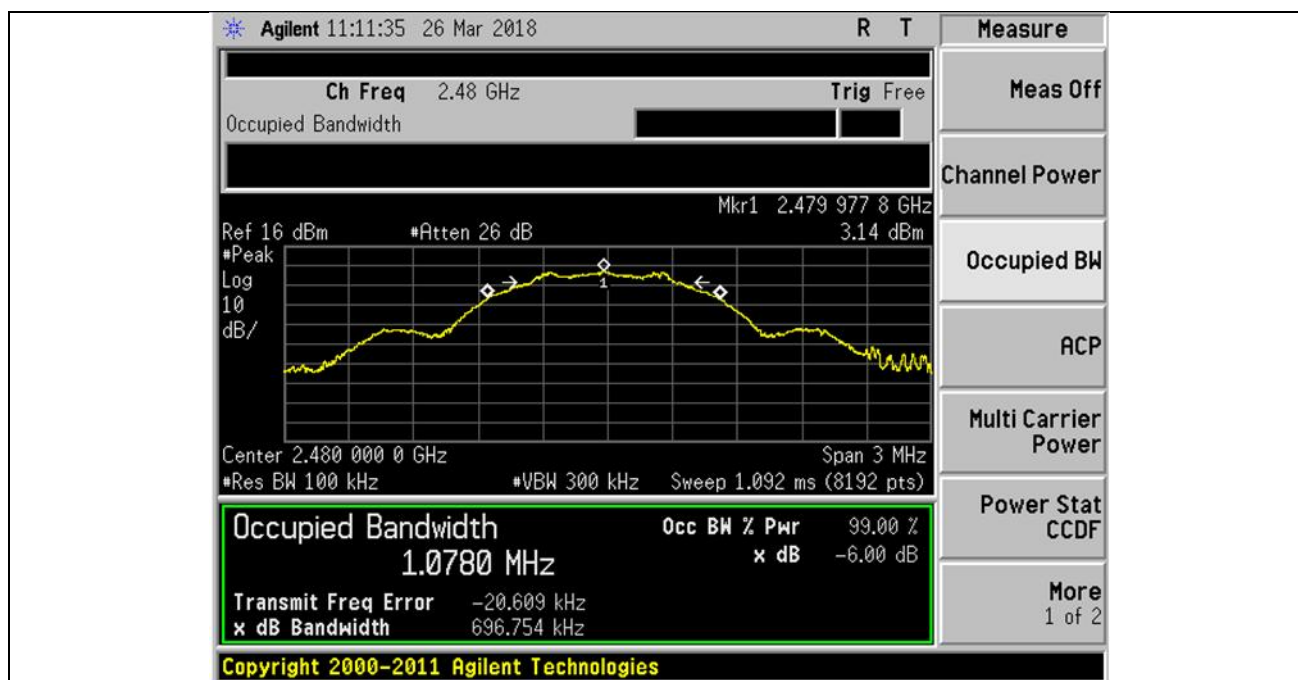 Agilent 11:11:35 26 Mar 2018 R T
Measure
Ch Freq 2.48 GHz Trig Free
Occupied Bandwidth
Meas Off
Channel Power
Occupied BW
ACP
Multi Carrier
Power
Power Stat
CCDF
More
1 of 2
Mkr1 2.479 977 8 GHz
Ref 16 dBm #Atten 26 dB 3.14 dBm
#Peak
Log
10
dB/
1
Center 2.480 000 0 GHz Span 3 MHz
#Res BW 100 kHz #VBW 300 kHz Sweep 1.092 ms (8192 pts)
Occupied Bandwidth Occ BW % Pwr 99.00 %
1.0780 MHz x dB -6.00 dB
Transmit Freq Error -20.609 kHz
x dB Bandwidth 696.754 kHz
Copyright 2000-2011 Agilent Technologies